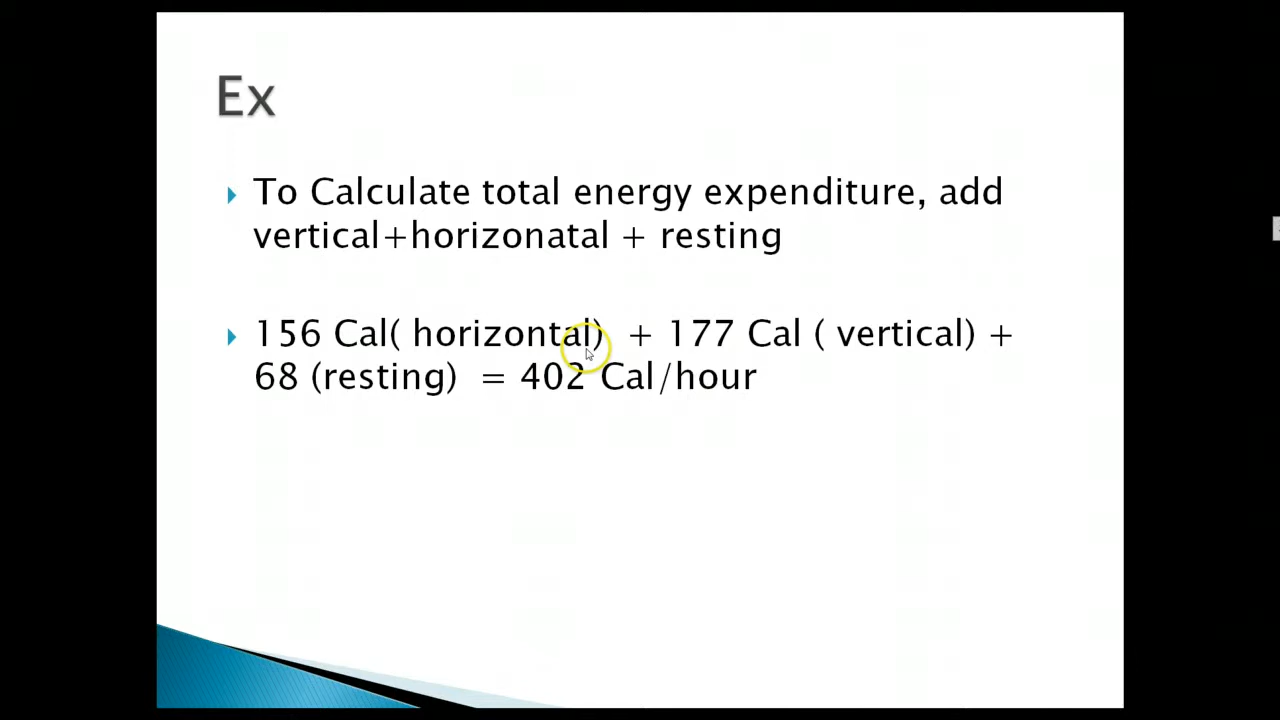 Ex
To Calculate total energy expenditure, add
vertical+horizonatal + resting
156 Cal( horizontal) + 177 Cal ( vertical) +
68 (resting) = 402 Cal/hour